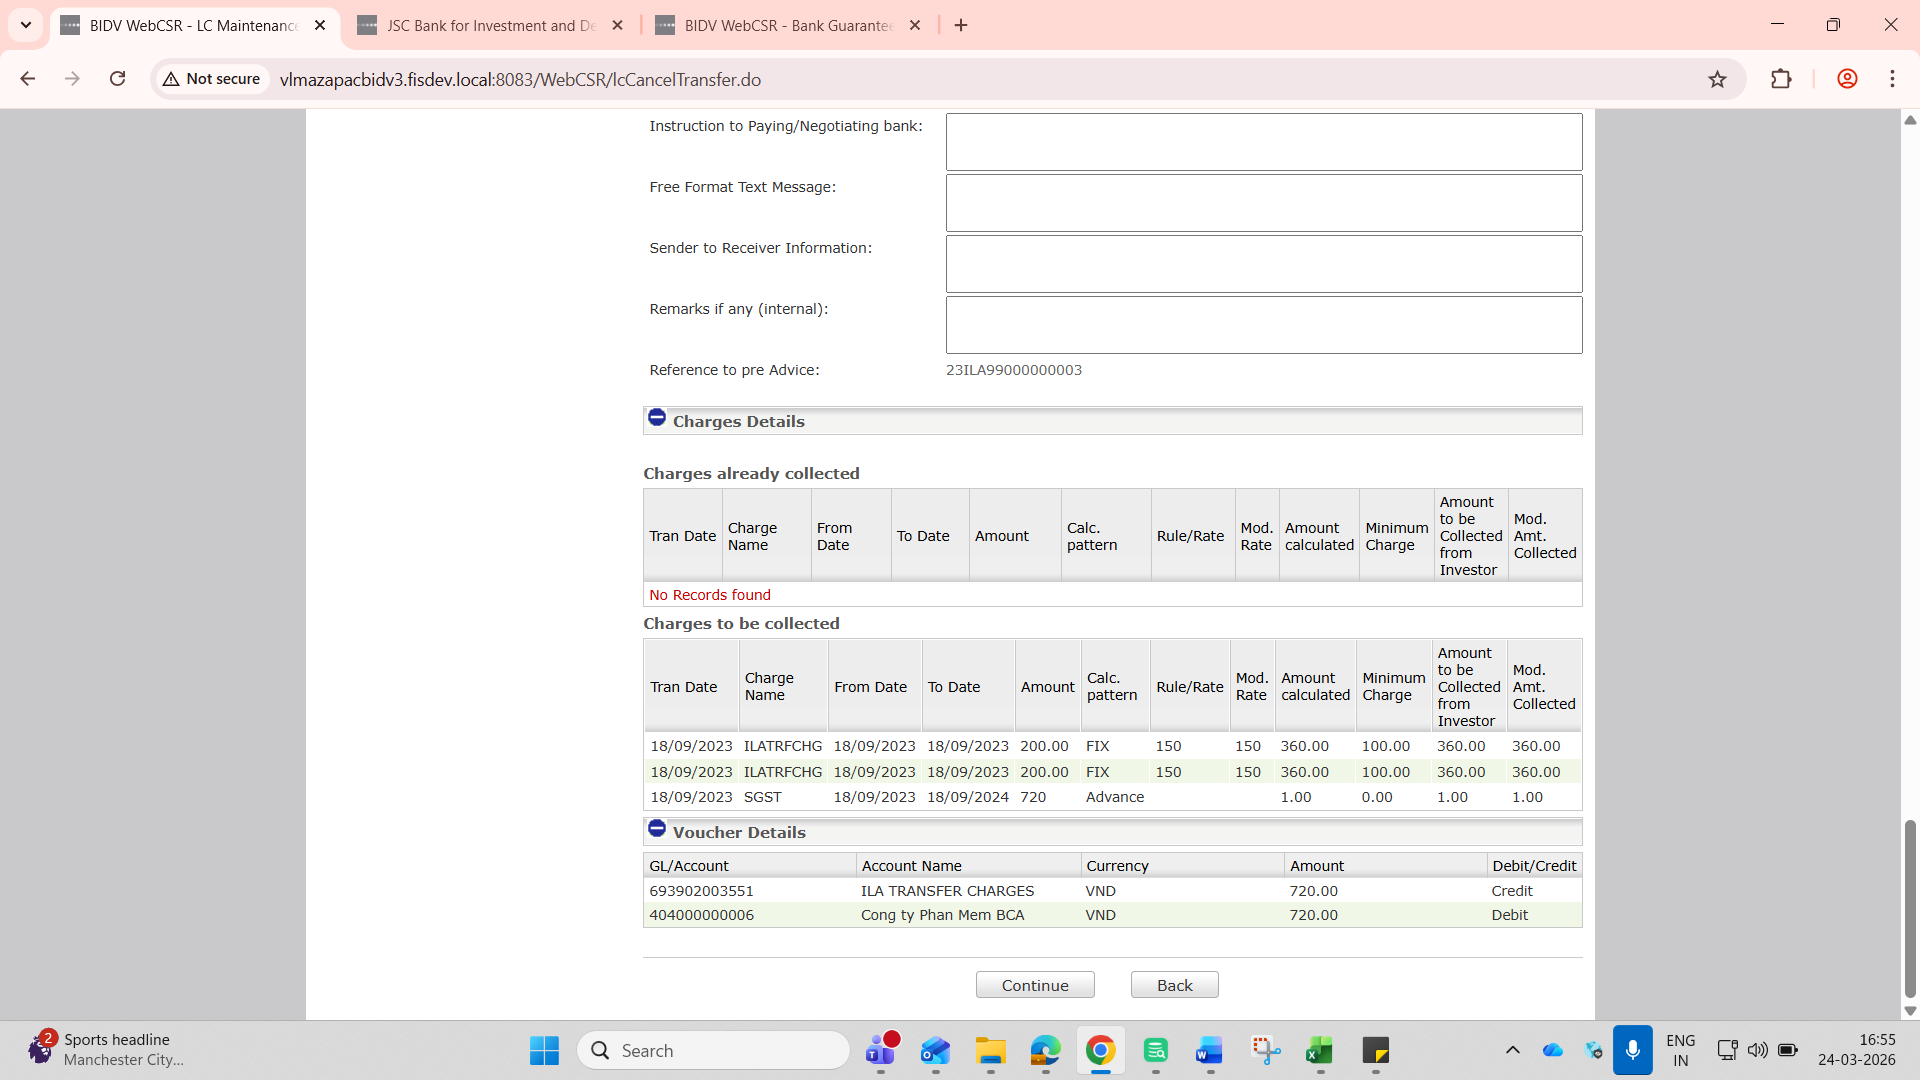 BIDV WebCSR - LC Maintenance
JSC Bank for Investment and De
BIDV WebCSR - Bank Guarantee
Not secure
vlmazapacbidv3.fisdev.local:8083/WebCSR/lcCancelTransfer.do
Instruction to Paying/Negotiating bank:
Free Format Text Message:
Sender to Receiver Information:
Remarks if any (internal):
Reference to pre Advice: 23ILA99000000003
Charges Details
Charges already collected
Tran Date Charge Name From Date To Date Amount Calc. pattern Rule/Rate Mod. Rate Amount calculated Minimum Charge Amount to be Collected from Investor Mod. Amt. Collected
No Records found
Charges to be collected
Tran Date Charge Name From Date To Date Amount Calc. pattern Rule/Rate Mod. Rate Amount calculated Minimum Charge Amount to be Collected from Investor Mod. Amt. Collected
18/09/2023 ILATRFCHG 18/09/2023 18/09/2023 200.00 FIX 150 150 360.00 100.00 360.00 360.00
18/09/2023 ILATRFCHG 18/09/2023 18/09/2023 200.00 FIX 150 150 360.00 100.00 360.00 360.00
18/09/2023 SGST 18/09/2023 18/09/2024 720 Advance 1.00 0.00 1.00 1.00
Voucher Details
GL/Account Account Name Currency Amount Debit/Credit
693902003551 ILA TRANSFER CHARGES VND 720.00 Credit
404000000006 Cong ty Phan Mem BCA VND 720.00 Debit
Continue Back
2
Sports headline
Manchester City...
Search
ENG
IN
16:55
24-03-2026